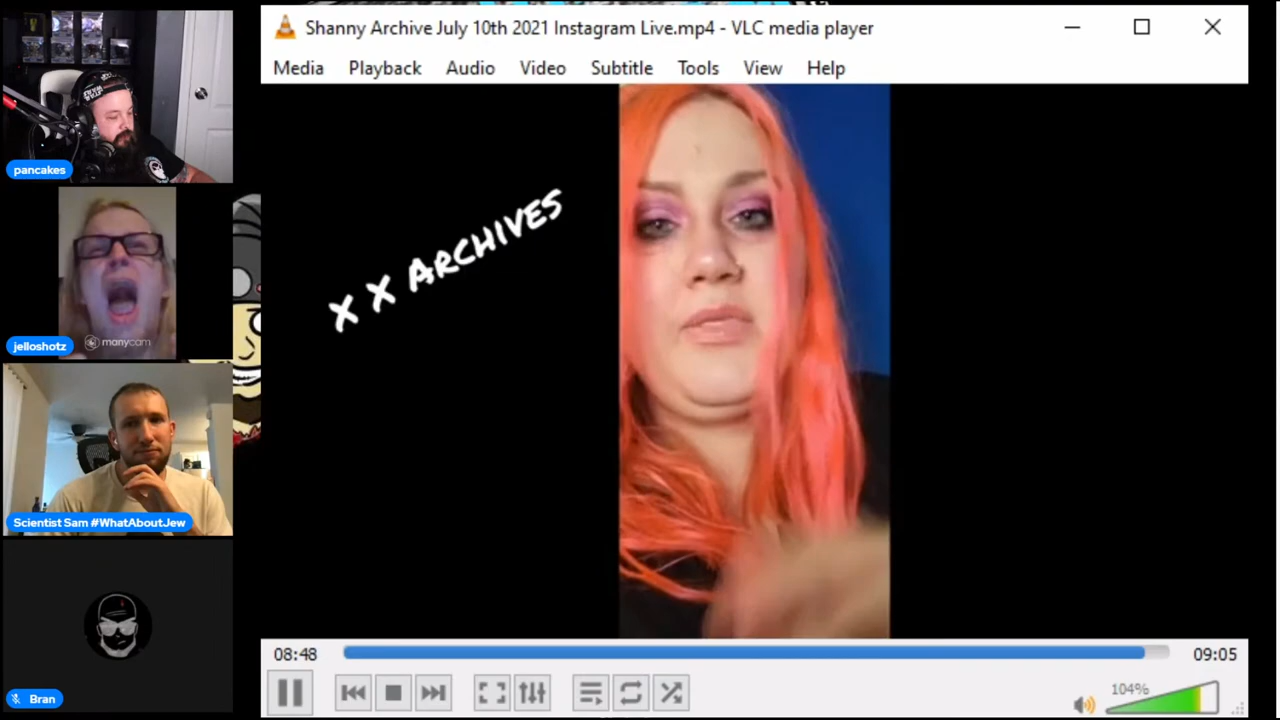 Shanny Archive July 10th 2021 Instagram Live.mp4 - VLC media player
Media Playback Audio Video Subtitle Tools View Help
pancakes
X X ARCHIVES
manycam
jelloshotz
Scientist Sam #WhatAboutJew
Bran
08:48
09:05
104%